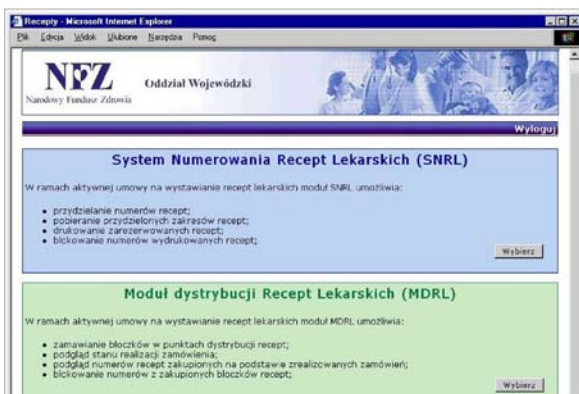 Recepty - Microsoft Internet Explorer
Plik Edycja Widok Ulubione Narzędzia Pomoc
NFZ
Narodowy Fundusz Zdrowia
Oddział Wojewódzki
Wyloguj
System Numerowania Recept Lekarskich (SNRL)
W ramach aktywnej umowy na wystawianie recept lekarskich moduł SNRL umożliwia:
• przydzielanie numerów recept;
• pobieranie przydzielonych zakresów recept;
• drukowanie zarezerwowanych recept;
• blokowanie numerów wydrukowanych recept;
Wybierz
Moduł dystrybucji Recept Lekarskich (MDRL)
W ramach aktywnej umowy na wystawianie recept lekarskich moduł MDRL umożliwia:
• zamawianie bloczków w punktach dystrybucji recept;
• podgląd stanu realizacji zamówienia;
• podgląd numerów recept zakupionych na podstawie zrealizowanych zamówień;
• blokowanie numerów z zakupionych bloczków recept;
Wybierz